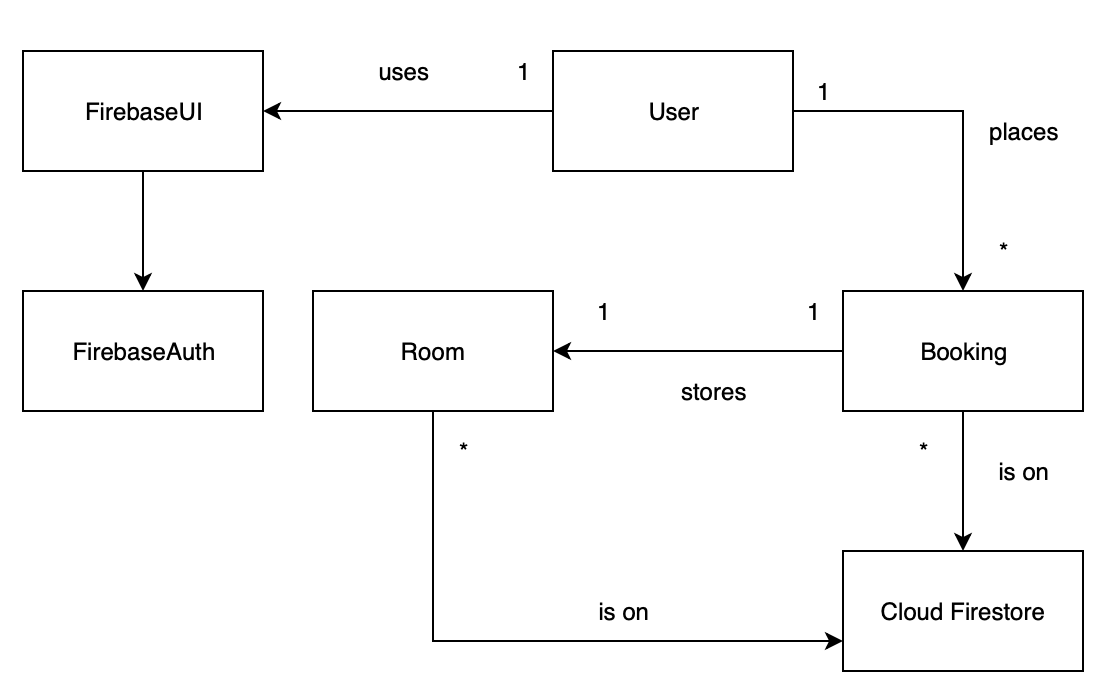 uses
1
FirebaseUI
User
1
places
*
FirebaseAuth
Room
1
1
Booking
stores
*
*
is on
is on
Cloud Firestore